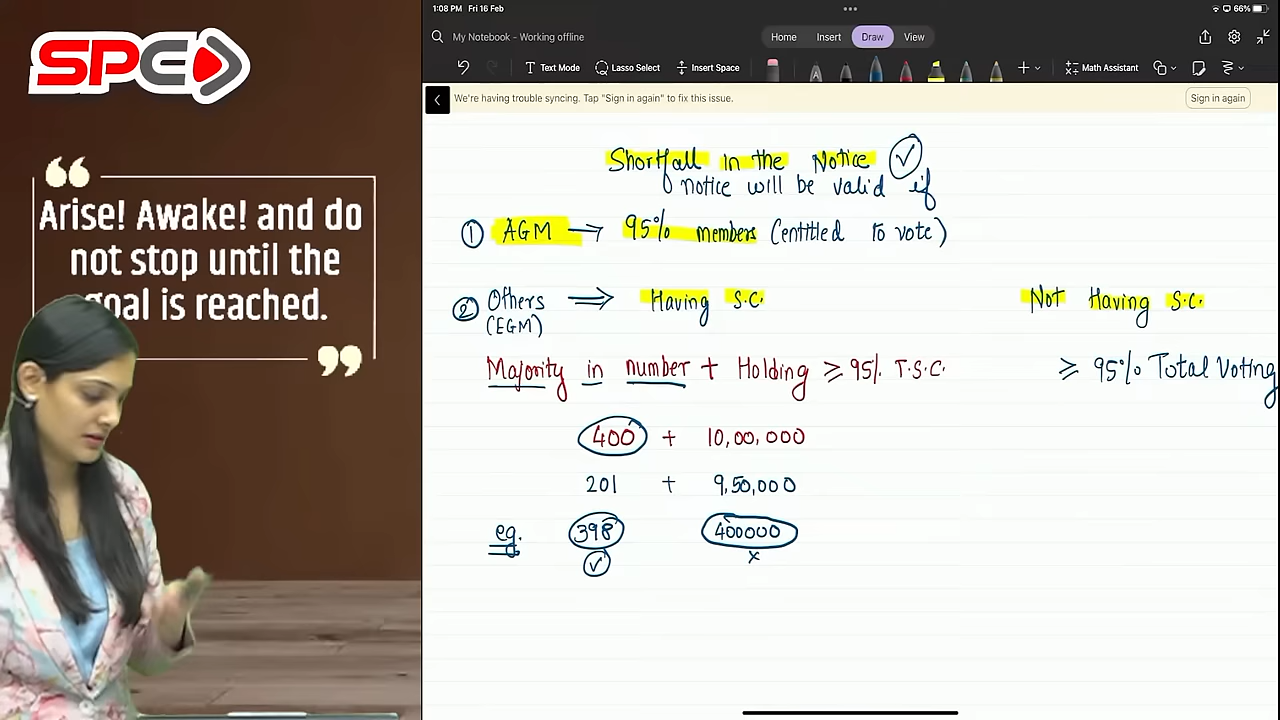 1:08 PM Fri 16 Feb
66%
My Notebook - Working offline
Home Insert Draw View
Text Mode Lasso Select Insert Space Math Assistant
We're having trouble syncing. Tap "Sign in again" to fix this issue.
Sign in again
SPC
Arise! Awake! and do
not stop until the
goal is reached.
Shortfall in the Notice
notice will be valid if
① AGM → 95% members (entitled to vote)
② Others ⇒ Having S.C. Not Having S.C.
(EGM)
Majority in number + Holding ≥ 95% T.S.C. ≥ 95% Total Voting
400 + 10,00,000
201 + 9,50,000
eg. 398 400000
✓ x